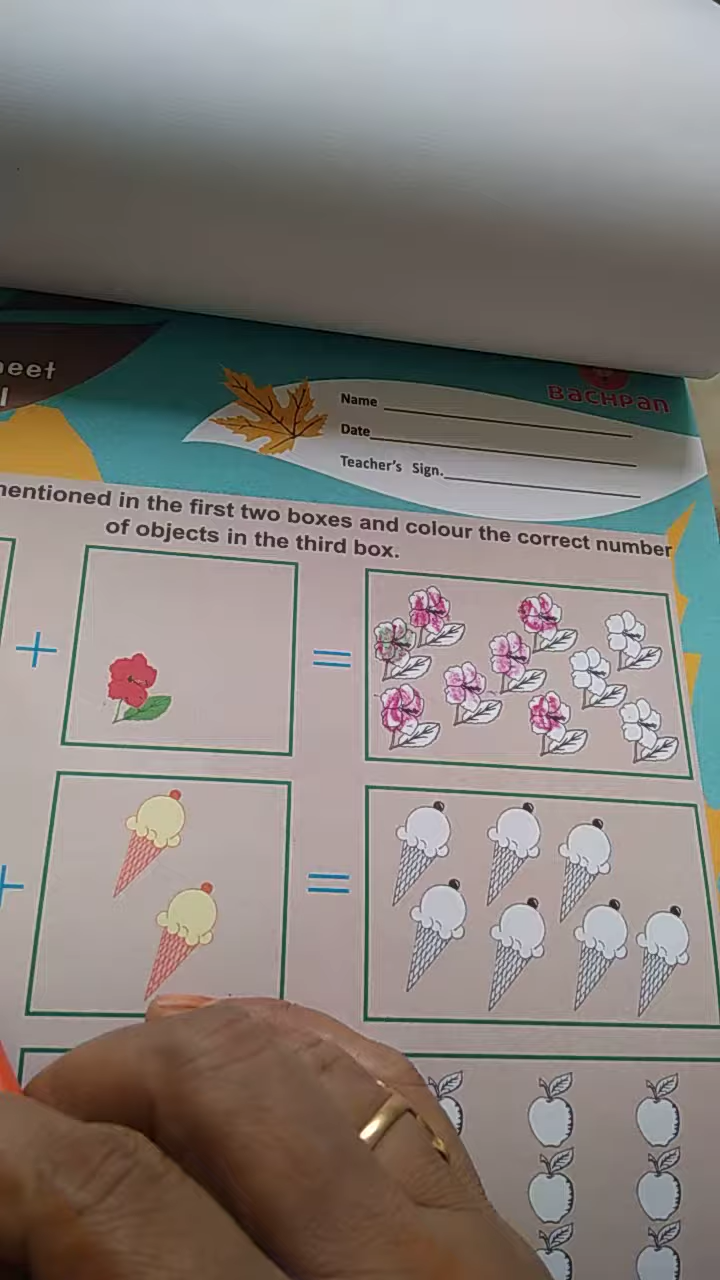 eet
Name
BacHPan
Date
Teacher's Sign.
mentioned in the first two boxes and colour the correct number
of objects in the third box.
+ =
+ =